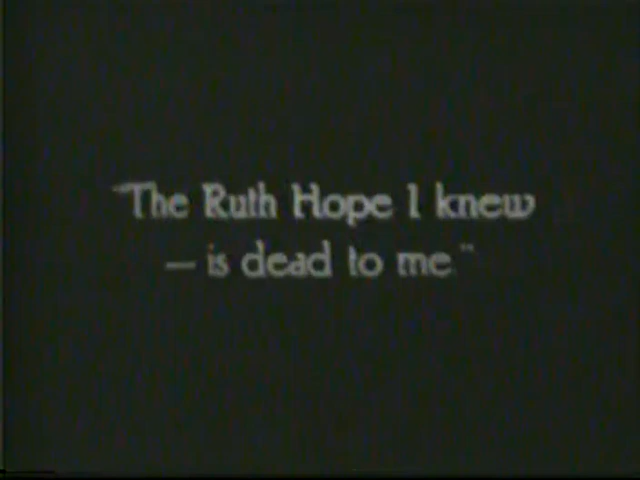 "The Ruth Hope I knew
— is dead to me."